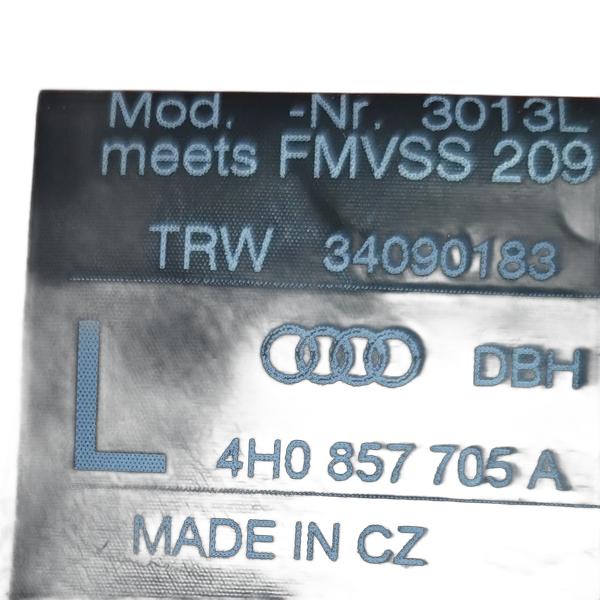 Mod. -Nr. 3013L
meets FMVSS 209
TRW 34090183
L DBH
4H0 857 705 A
MADE IN CZ